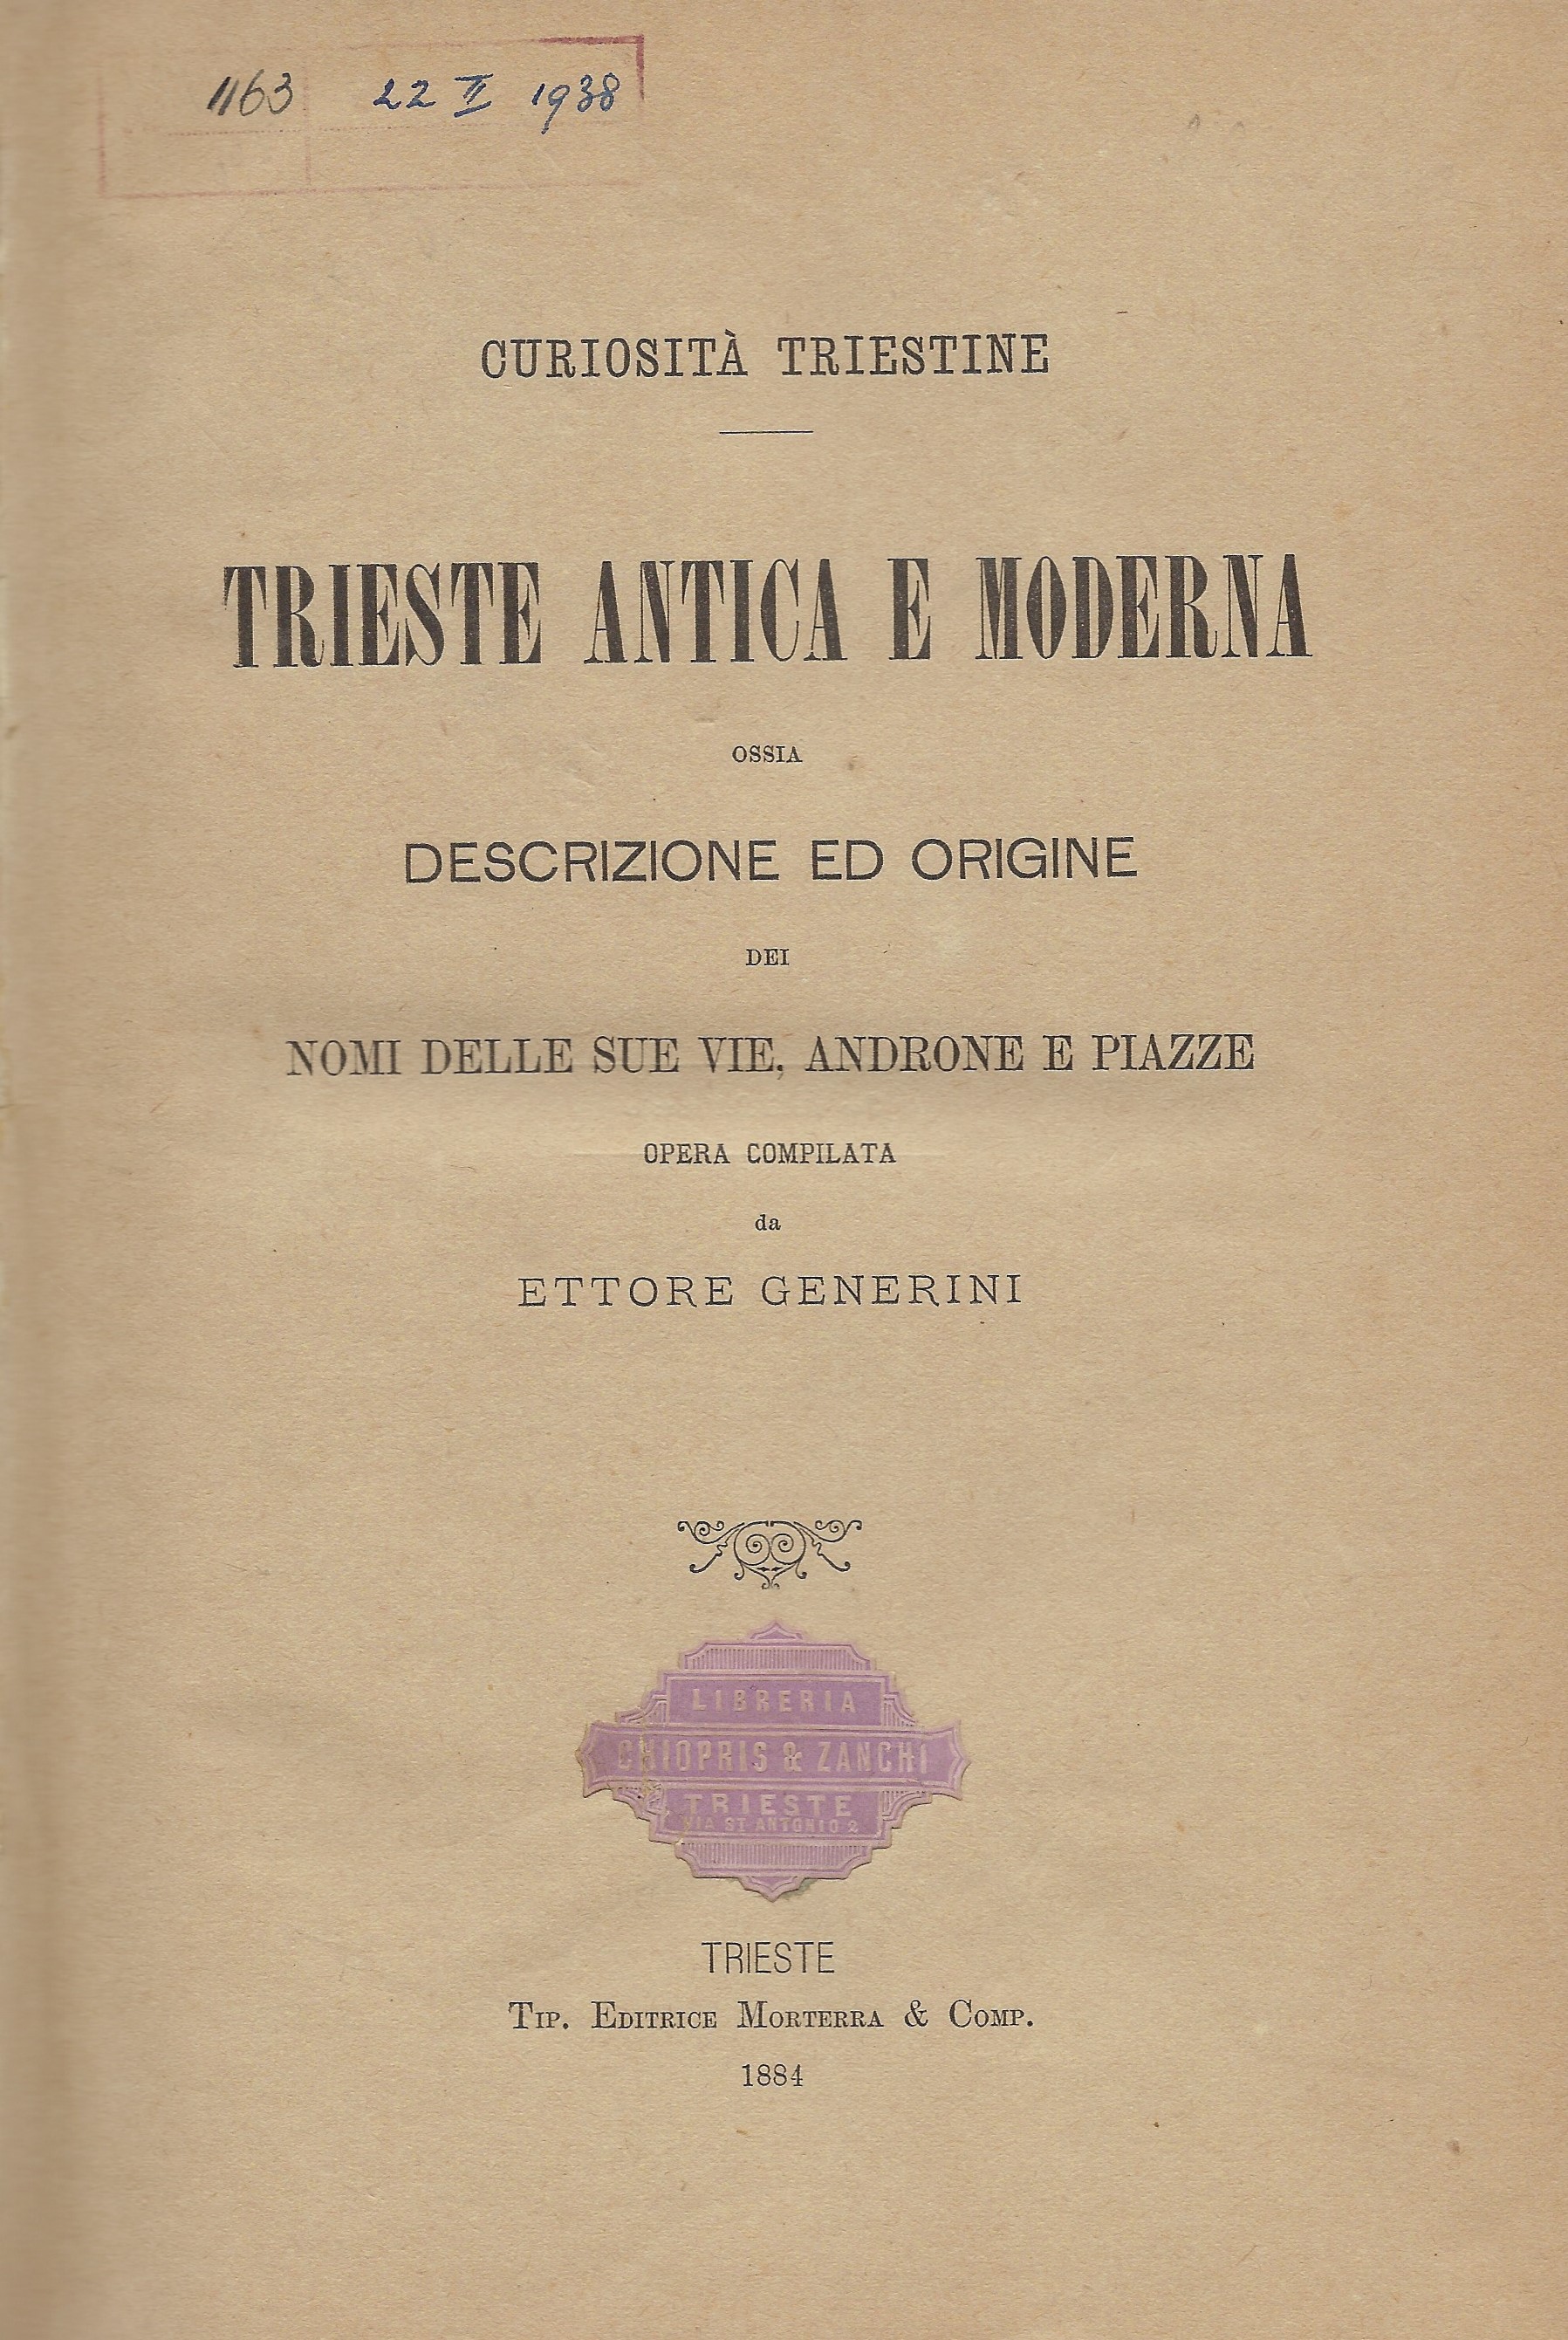 1163 22 II 1938
CURIOSITÀ TRIESTINE
TRIESTE ANTICA E MODERNA
OSSIA
DESCRIZIONE ED ORIGINE
DEI
NOMI DELLE SUE VIE, ANDRONE E PIAZZE
OPERA COMPILATA
da
ETTORE GENERINI
LIBRERIA
CHIOPRIS & ZANCHI
TRIESTE
VIA ST ANTONIO 2
TRIESTE
TIP. EDITRICE MORTERRA & COMP.
1884